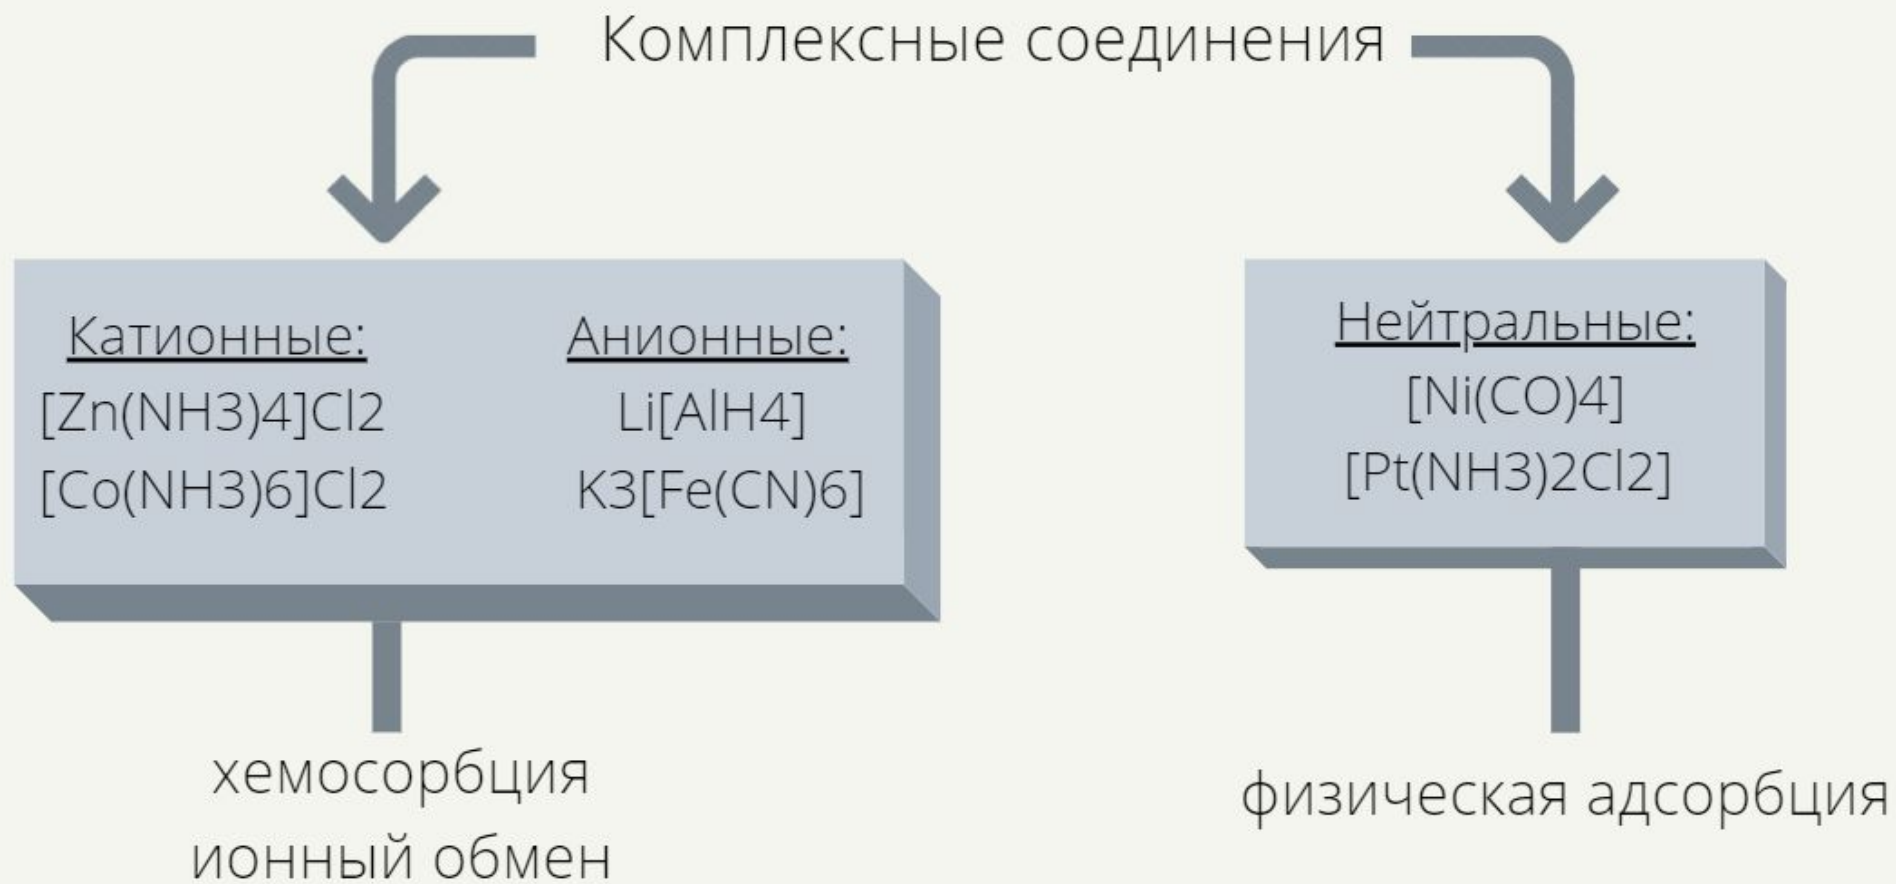 Комплексные соединения
Катионные:
[Zn(NH3)4]Cl2
[Co(NH3)6]Cl2
Анионные:
Li[AlH4]
K3[Fe(CN)6]
Нейтральные:
[Ni(CO)4]
[Pt(NH3)2Cl2]
хемосорбция
ионный обмен
физическая адсорбция